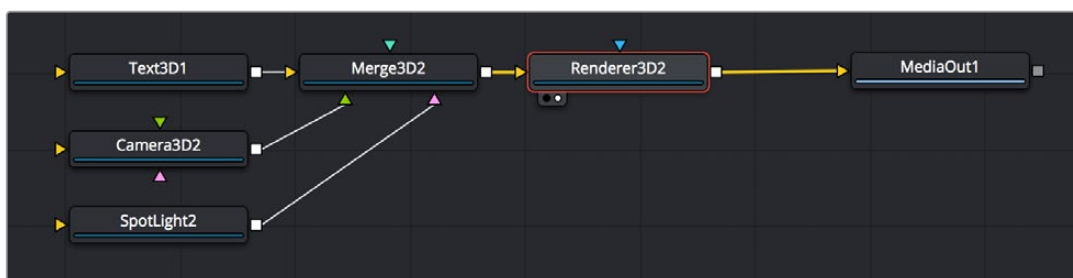 Text3D1
Merge3D2
Renderer3D2
MediaOut1
Camera3D2
SpotLight2